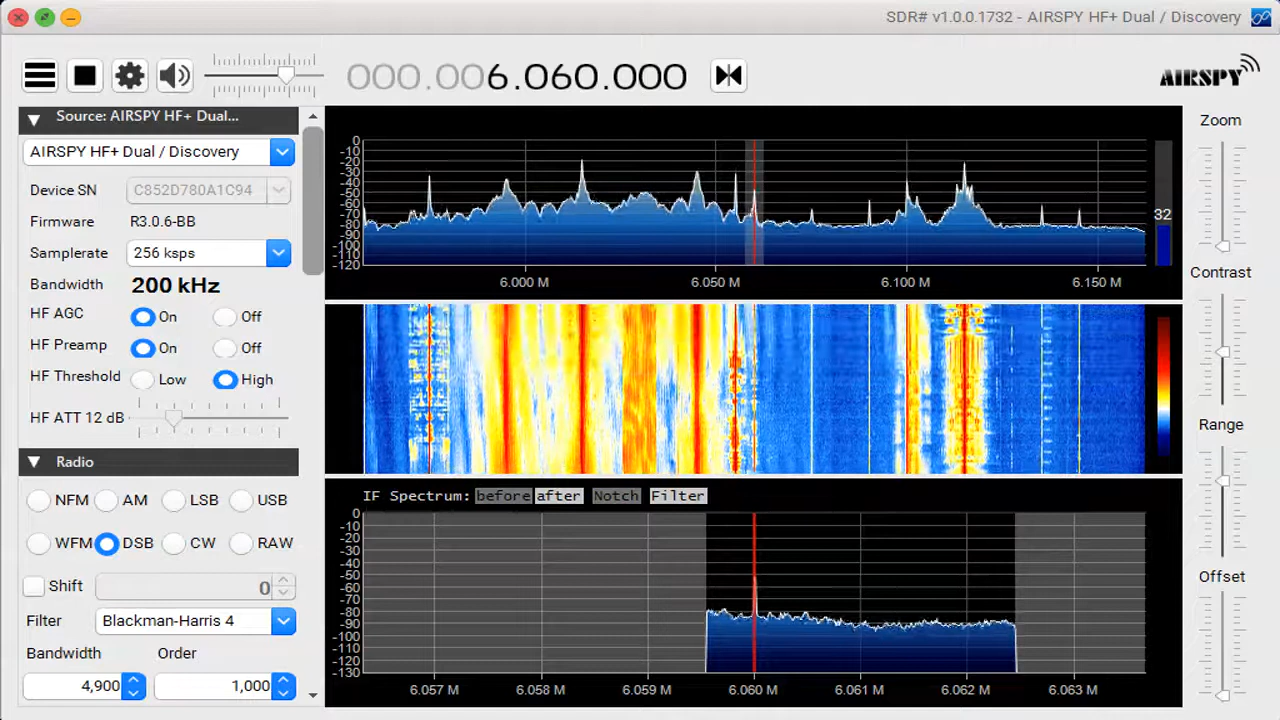 SDR# v1.0.0.1732 - AIRSPY HF+ Dual / Discovery
000.006.060.000
AIRSPY
Source: AIRSPY HF+ Dual...
AIRSPY HF+ Dual / Discovery
Device SN C852D780A1C94
Firmware R3.0.6-BB
Samplerate 256 ksps
Bandwidth 200 kHz
HF AGC On Off
HF Preamp On Off
HF Threshold Low High
HF ATT 12 dB
Radio
NFM AM LSB USB
WFM DSB CW RAW
Shift 0
Filter Blackman-Harris 4
Bandwidth Order
4,900 1,000
0
-10
-20
-30
-40
-50
-60
-70
-80
-90
-100
-110
-120
6.000 M 6.050 M 6.100 M 6.150 M
32
IF Spectrum: before after Notch Filter
0
-10
-20
-30
-40
-50
-60
-70
-80
-90
-100
-110
-120
-130
6.057 M 6.058 M 6.059 M 6.060 M 6.061 M 6.062 M 6.063 M
Zoom
Contrast
Range
Offset